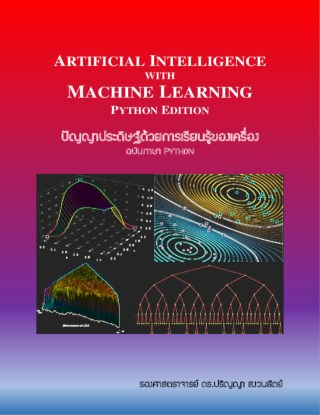 ARTIFICIAL INTELLIGENCE
WITH
MACHINE LEARNING
PYTHON EDITION
ปัญญาประดิษฐ์ด้วยการเรียนรู้ของเครื่อง
ฉบับภาษา PYTHON
รองศาสตราจารย์ ดร.ปริญญา สงวนสัตย์